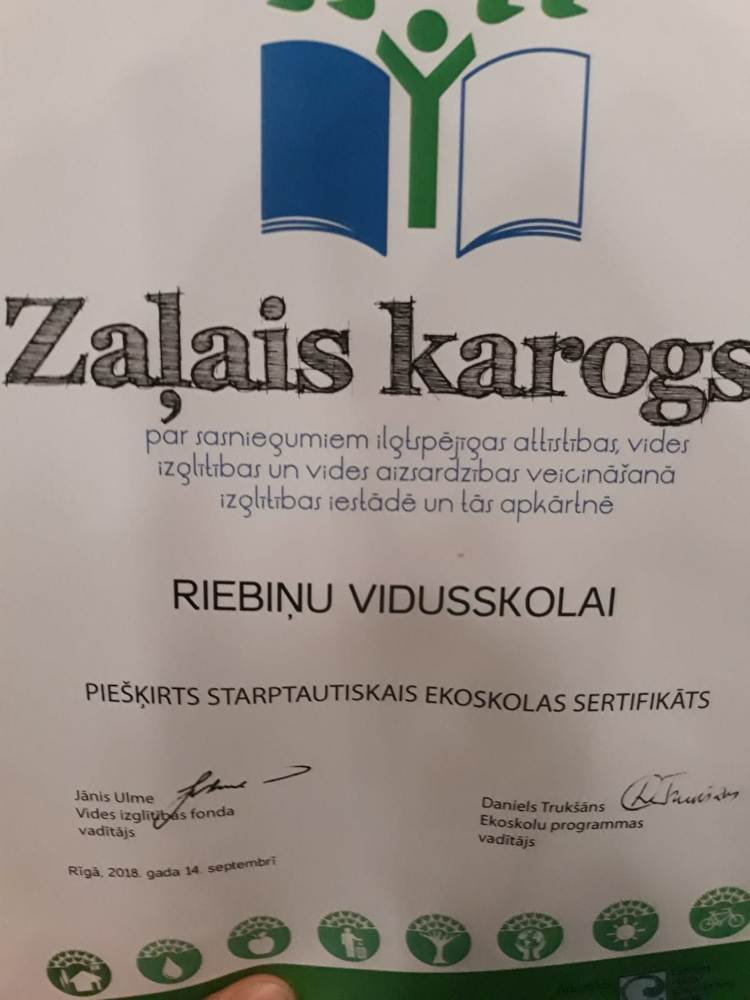 Zaļais karogs
par sasniegumiem ilgtspējīgas attīstības, vides
izglītības un vides aizsardzības veicināšanā
izglītības iestādē un tās apkārtnē
RIEBIŅU VIDUSSKOLAI
PIEŠĶIRTS STARPTAUTISKAIS EKOSKOLAS SERTIFIKĀTS
Jānis Ulme
Vides izglītības fonda
vadītājs
Rīgā, 2018. gada 14. septembrī
Daniels Trukšāns
Ekoskolu programmas
vadītājs